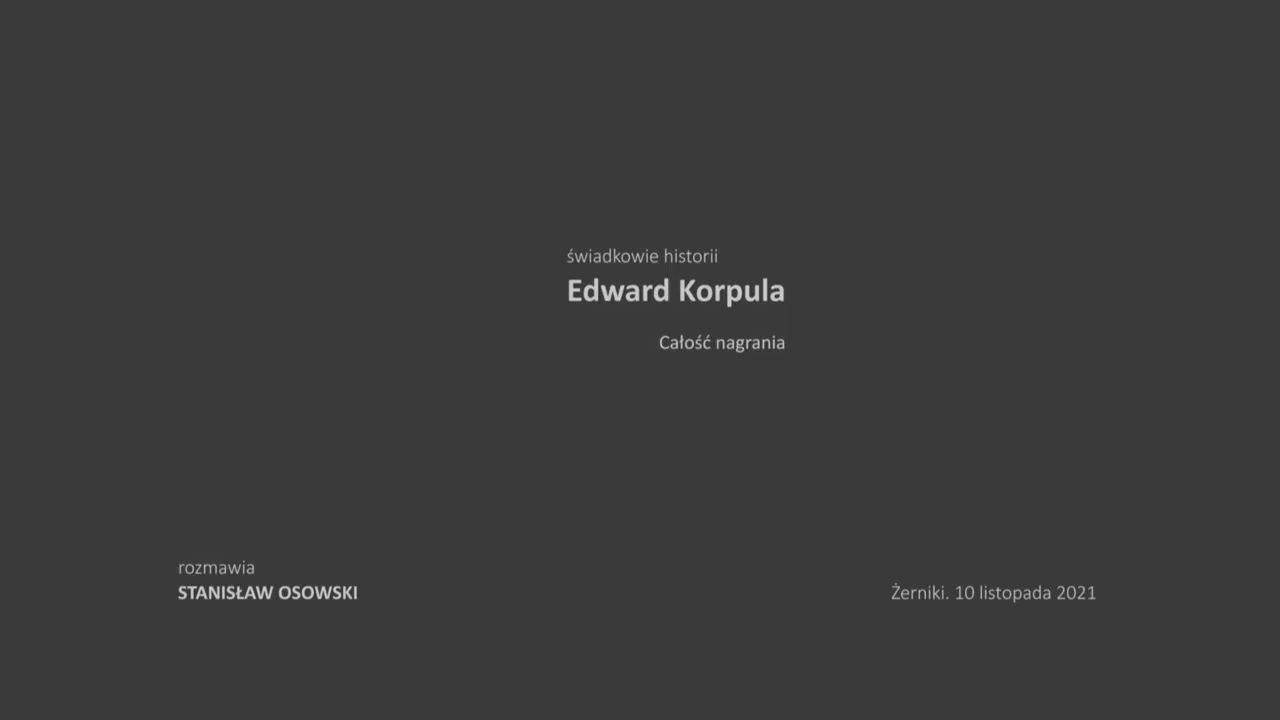 świadkowie historii
Edward Korpula
Całość nagrania
rozmawia
STANISŁAW OSOWSKI
Żerniki. 10 listopada 2021